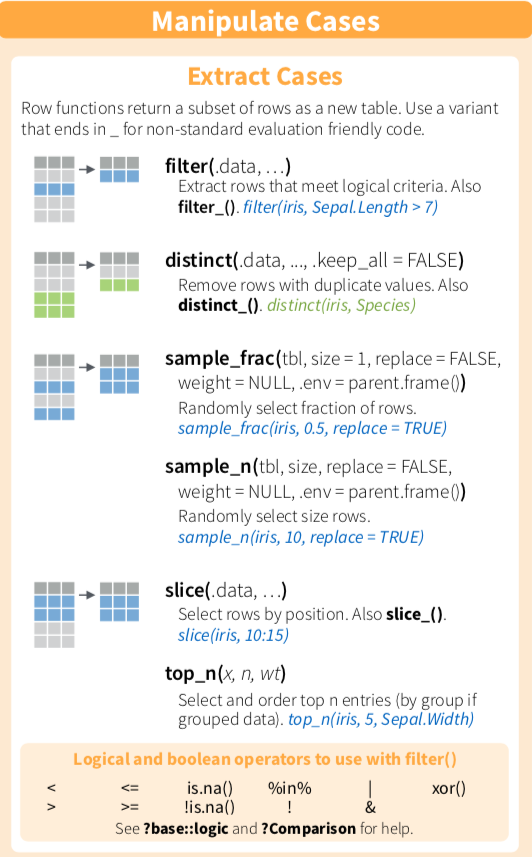 Manipulate Cases
Extract Cases
Row functions return a subset of rows as a new table. Use a variant
that ends in _ for non-standard evaluation friendly code.
filter(.data, …)
Extract rows that meet logical criteria. Also
filter_(). filter(iris, Sepal.Length > 7)
distinct(.data, ..., .keep_all = FALSE)
Remove rows with duplicate values. Also
distinct_(). distinct(iris, Species)
sample_frac(tbl, size = 1, replace = FALSE,
weight = NULL, .env = parent.frame())
Randomly select fraction of rows.
sample_frac(iris, 0.5, replace = TRUE)
sample_n(tbl, size, replace = FALSE,
weight = NULL, .env = parent.frame())
Randomly select size rows.
sample_n(iris, 10, replace = TRUE)
slice(.data, …)
Select rows by position. Also slice_().
slice(iris, 10:15)
top_n(x, n, wt)
Select and order top n entries (by group if
grouped data). top_n(iris, 5, Sepal.Width)
Logical and boolean operators to use with filter()
< <= is.na() %in% | xor()
> >= !is.na() ! &
See ?base::logic and ?Comparison for help.